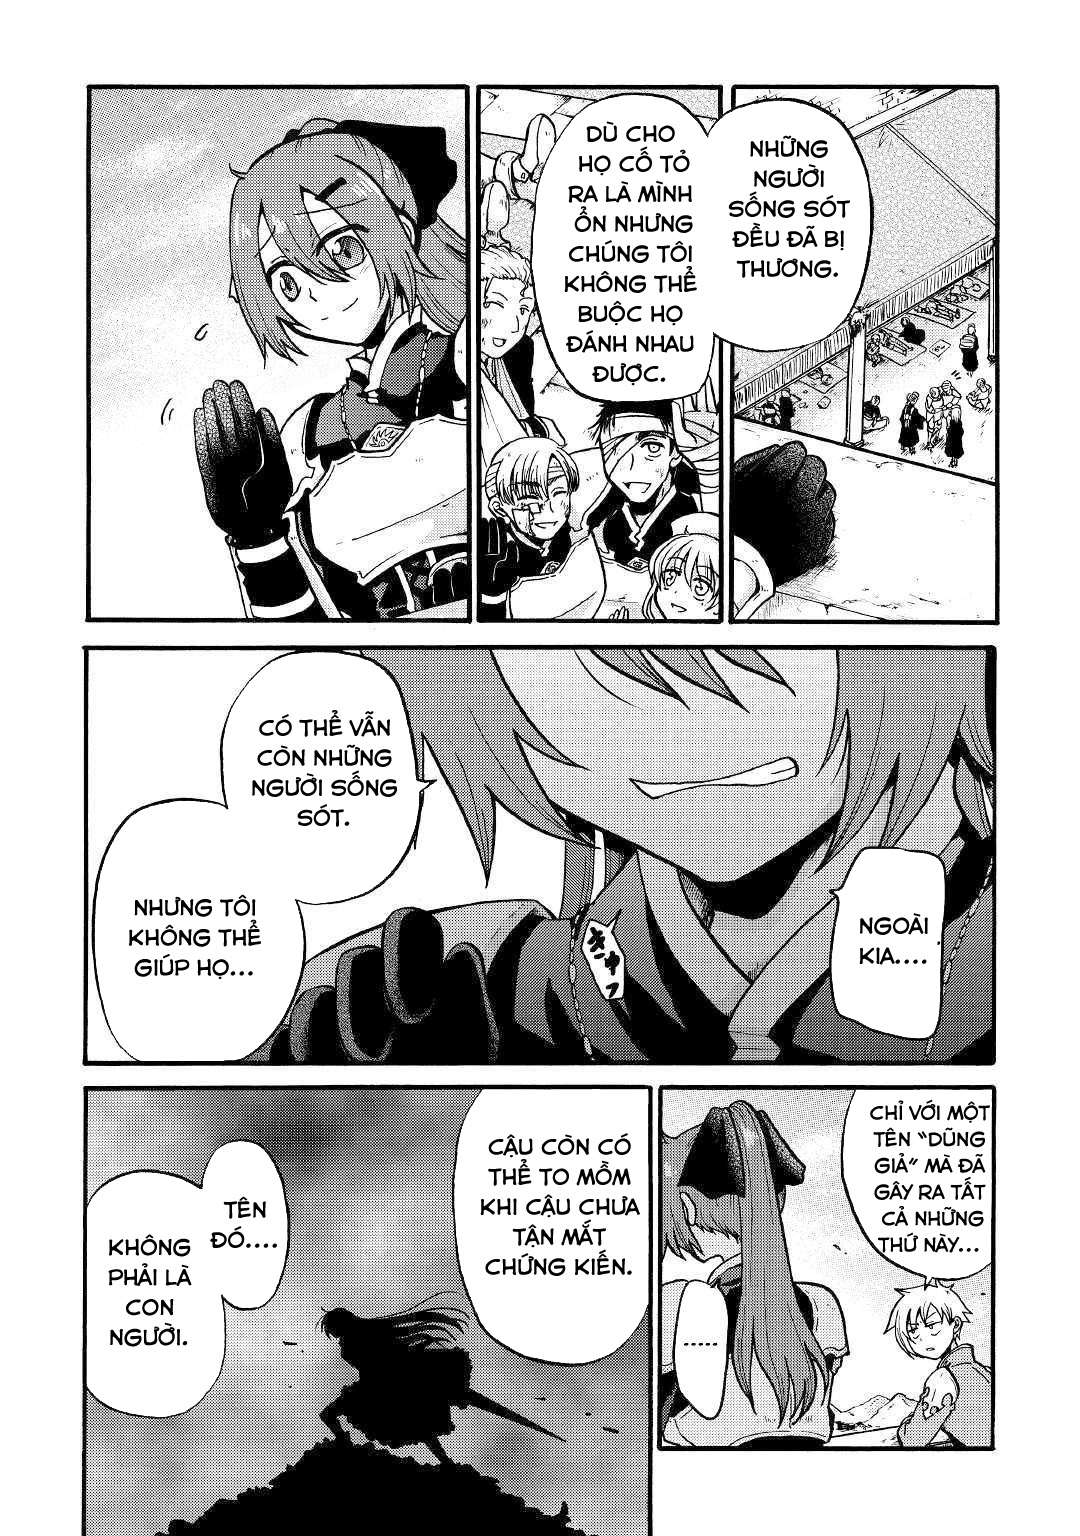 NHỮNG
NGƯỜI
SỐNG SÓT
ĐỀU ĐÃ BỊ
THƯƠNG.
DÙ CHO
HỌ CỐ TỎ
RA LÀ MÌNH
ỔN NHƯNG
CHÚNG TÔI
KHÔNG THỂ
BUỘC HỌ
ĐÁNH NHAU
ĐƯỢC.
NGOÀI
KIA....
きゅっ
CÓ THỂ VẪN
CÒN NHỮNG
NGƯỜI SỐNG
SÓT.
NHƯNG TÔI
KHÔNG THỂ
GIÚP HỌ...
CHỈ VỚI MỘT
TÊN “DŨNG
GIẢ” MÀ ĐÃ
GÂY RA TẤT
CẢ NHỮNG
THỨ NÀY...
.....
CẬU CÒN CÓ
THỂ TO MỒM
KHI CẬU CHƯA
TẬN MẮT
CHỨNG KIẾN.
TÊN
ĐÓ....
KHÔNG
PHẢI LÀ
CON
NGƯỜI.